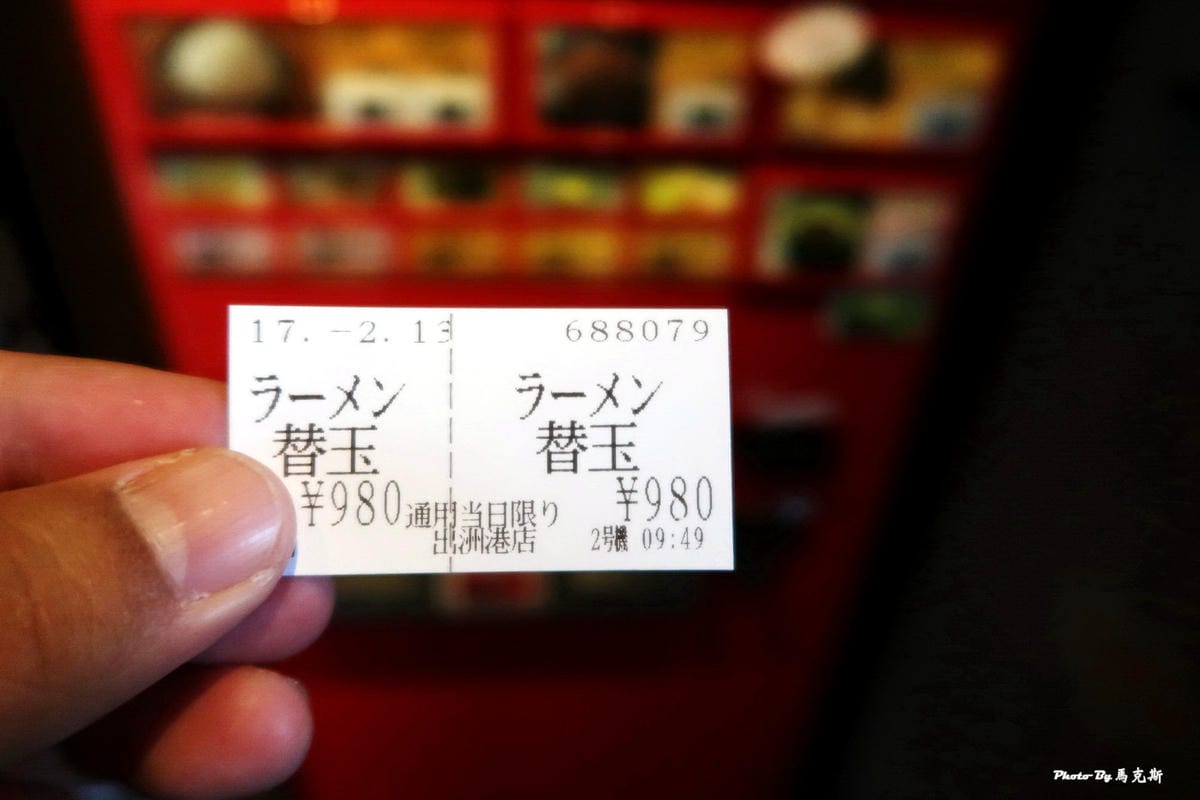 17.-2.13
688079
ラーメン
ラーメン
替玉
替玉
¥980
¥980
通用当日限り
出洲港店
2号機 09:49
Photo By 馬克斯